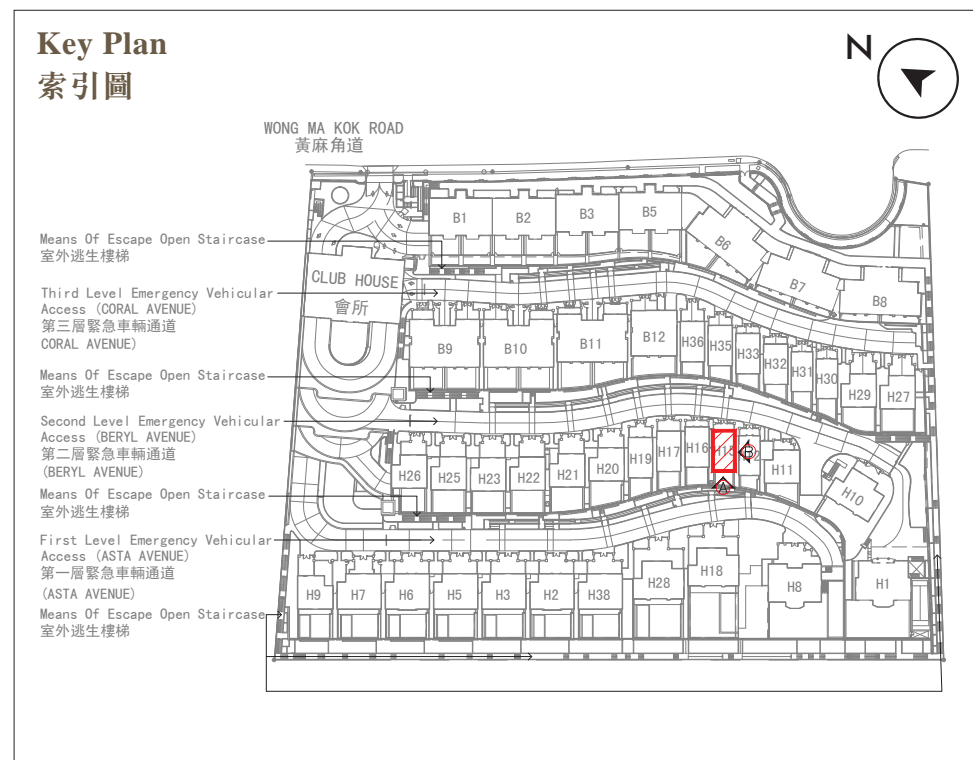 Key Plan
索引圖
N
WONG MA KOK ROAD
黃麻角道
B1
B2
B3
B5
B6
B7
B8
Means Of Escape Open Staircase
室外逃生樓梯
CLUB HOUSE
會所
Third Level Emergency Vehicular
Access (CORAL AVENUE)
第三層緊急車輛通道
CORAL AVENUE)
B9
B10
B11
B12
H36
H35
H33
H32
H31
H30
H29
H27
Means Of Escape Open Staircase
室外逃生樓梯
Second Level Emergency Vehicular
Access (BERYL AVENUE)
第二層緊急車輛通道
(BERYL AVENUE)
H26
H25
H23
H22
H21
H20
H19
H17
H16
H15
B
H11
H10
A
Means Of Escape Open Staircase
室外逃生樓梯
First Level Emergency Vehicular
Access (ASTA AVENUE)
第一層緊急車輛通道
(ASTA AVENUE)
H9
H7
H6
H5
H3
H2
H38
H28
H18
H8
H1
Means Of Escape Open Staircase
室外逃生樓梯